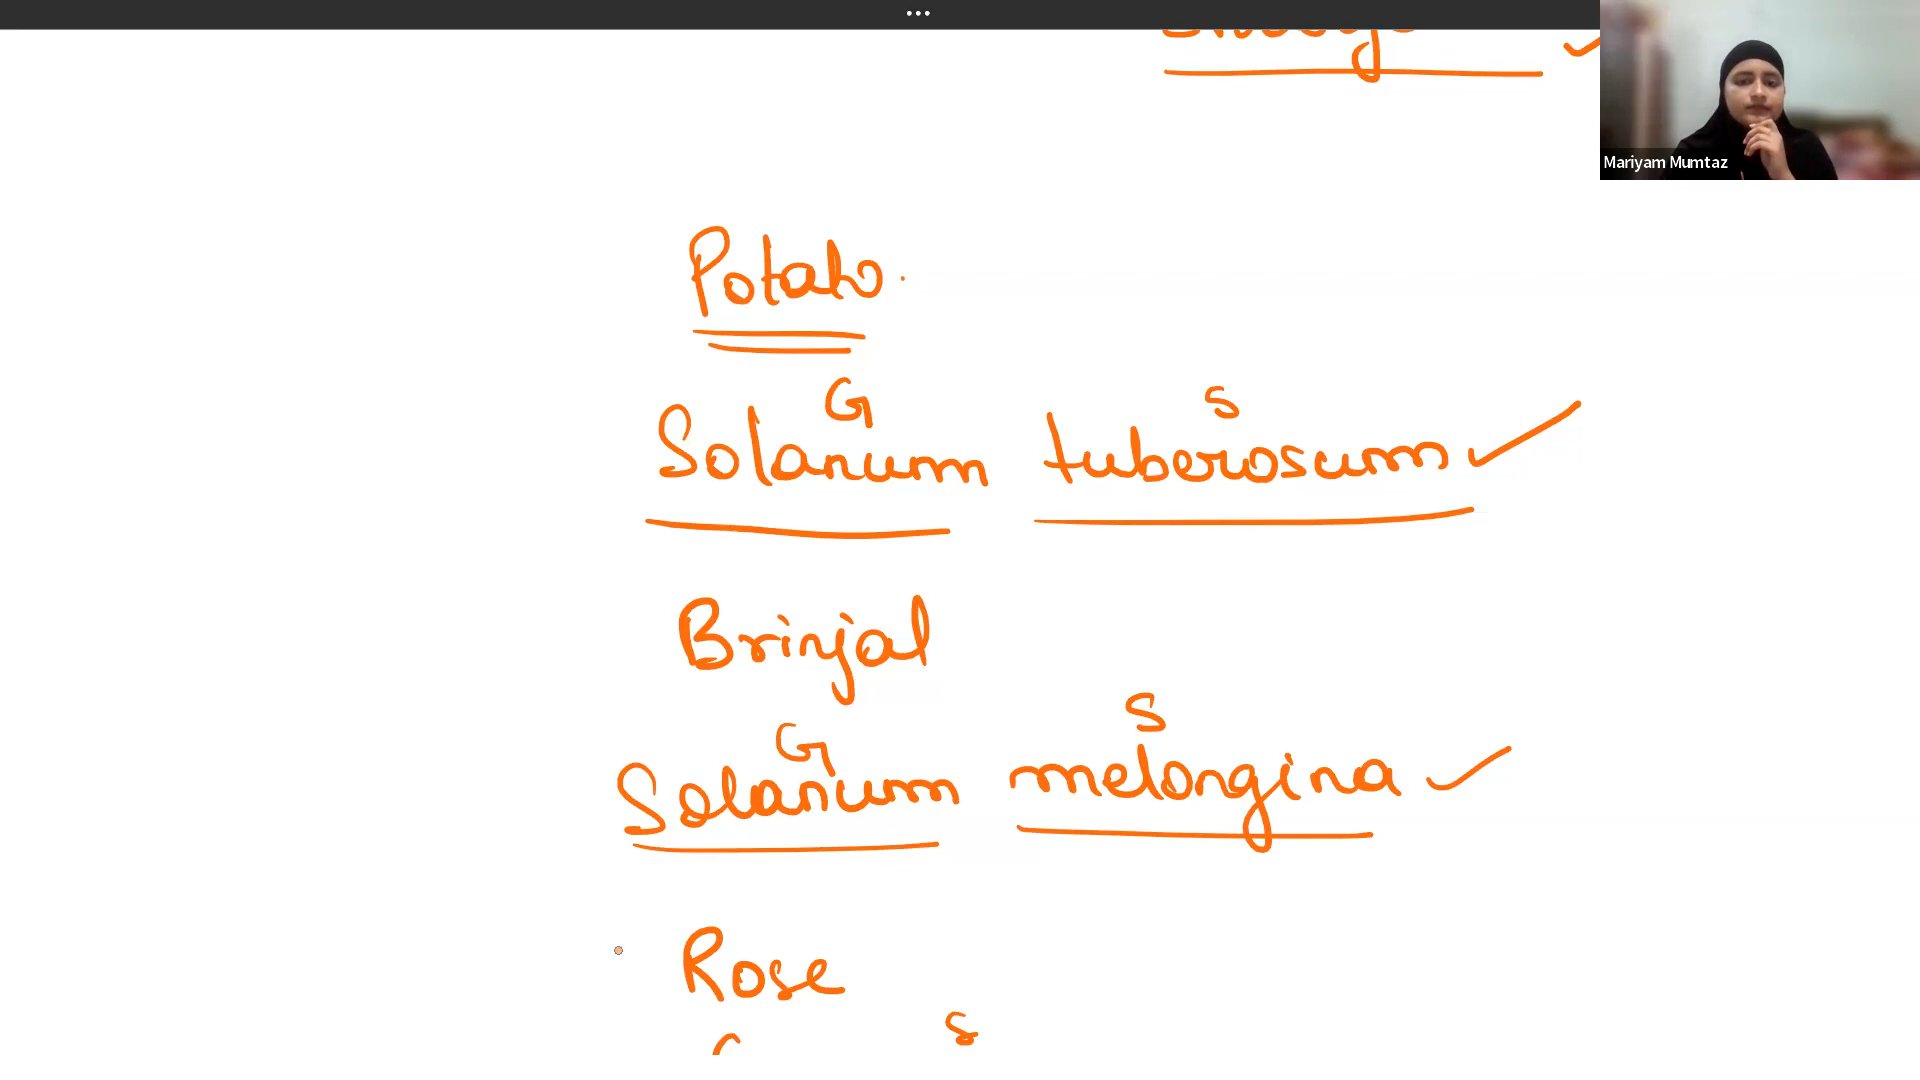 Mariyam Mumtaz
Potato.
G S
Solanum tuberosum
Brinjal
G S
Solanum melongina
Rose
S